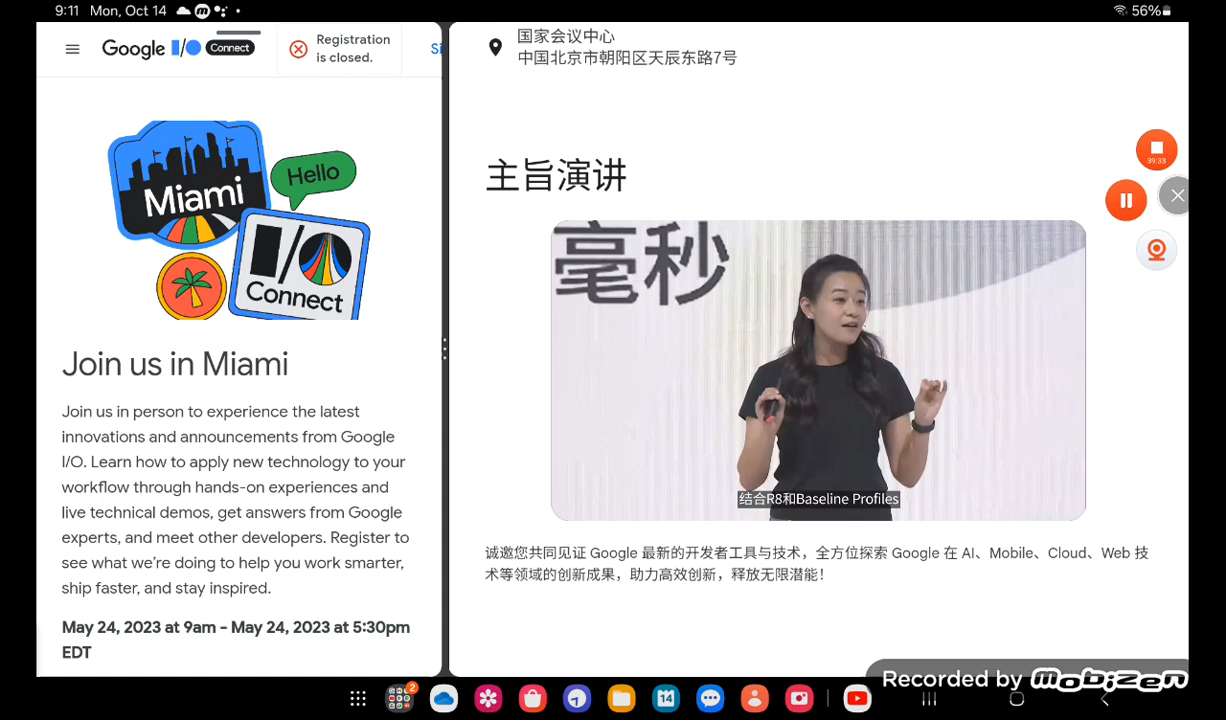 9:11 Mon, Oct 14
56%
Google I/O Connect
Registration
is closed.
Si
Miami
Hello
I/O
Connect
Join us in Miami
Join us in person to experience the latest
innovations and announcements from Google
I/O. Learn how to apply new technology to your
workflow through hands-on experiences and
live technical demos, get answers from Google
experts, and meet other developers. Register to
see what we're doing to help you work smarter,
ship faster, and stay inspired.
May 24, 2023 at 9am - May 24, 2023 at 5:30pm
EDT
国家会议中心
中国北京市朝阳区天辰东路7号
主旨演讲
毫秒
结合R8和Baseline Profiles
诚邀您共同见证 Google 最新的开发者工具与技术，全方位探索 Google 在 AI、Mobile、Cloud、Web 技
术等领域的创新成果，助力高效创新，释放无限潜能！
39:33
2
14
Recorded by mobizen